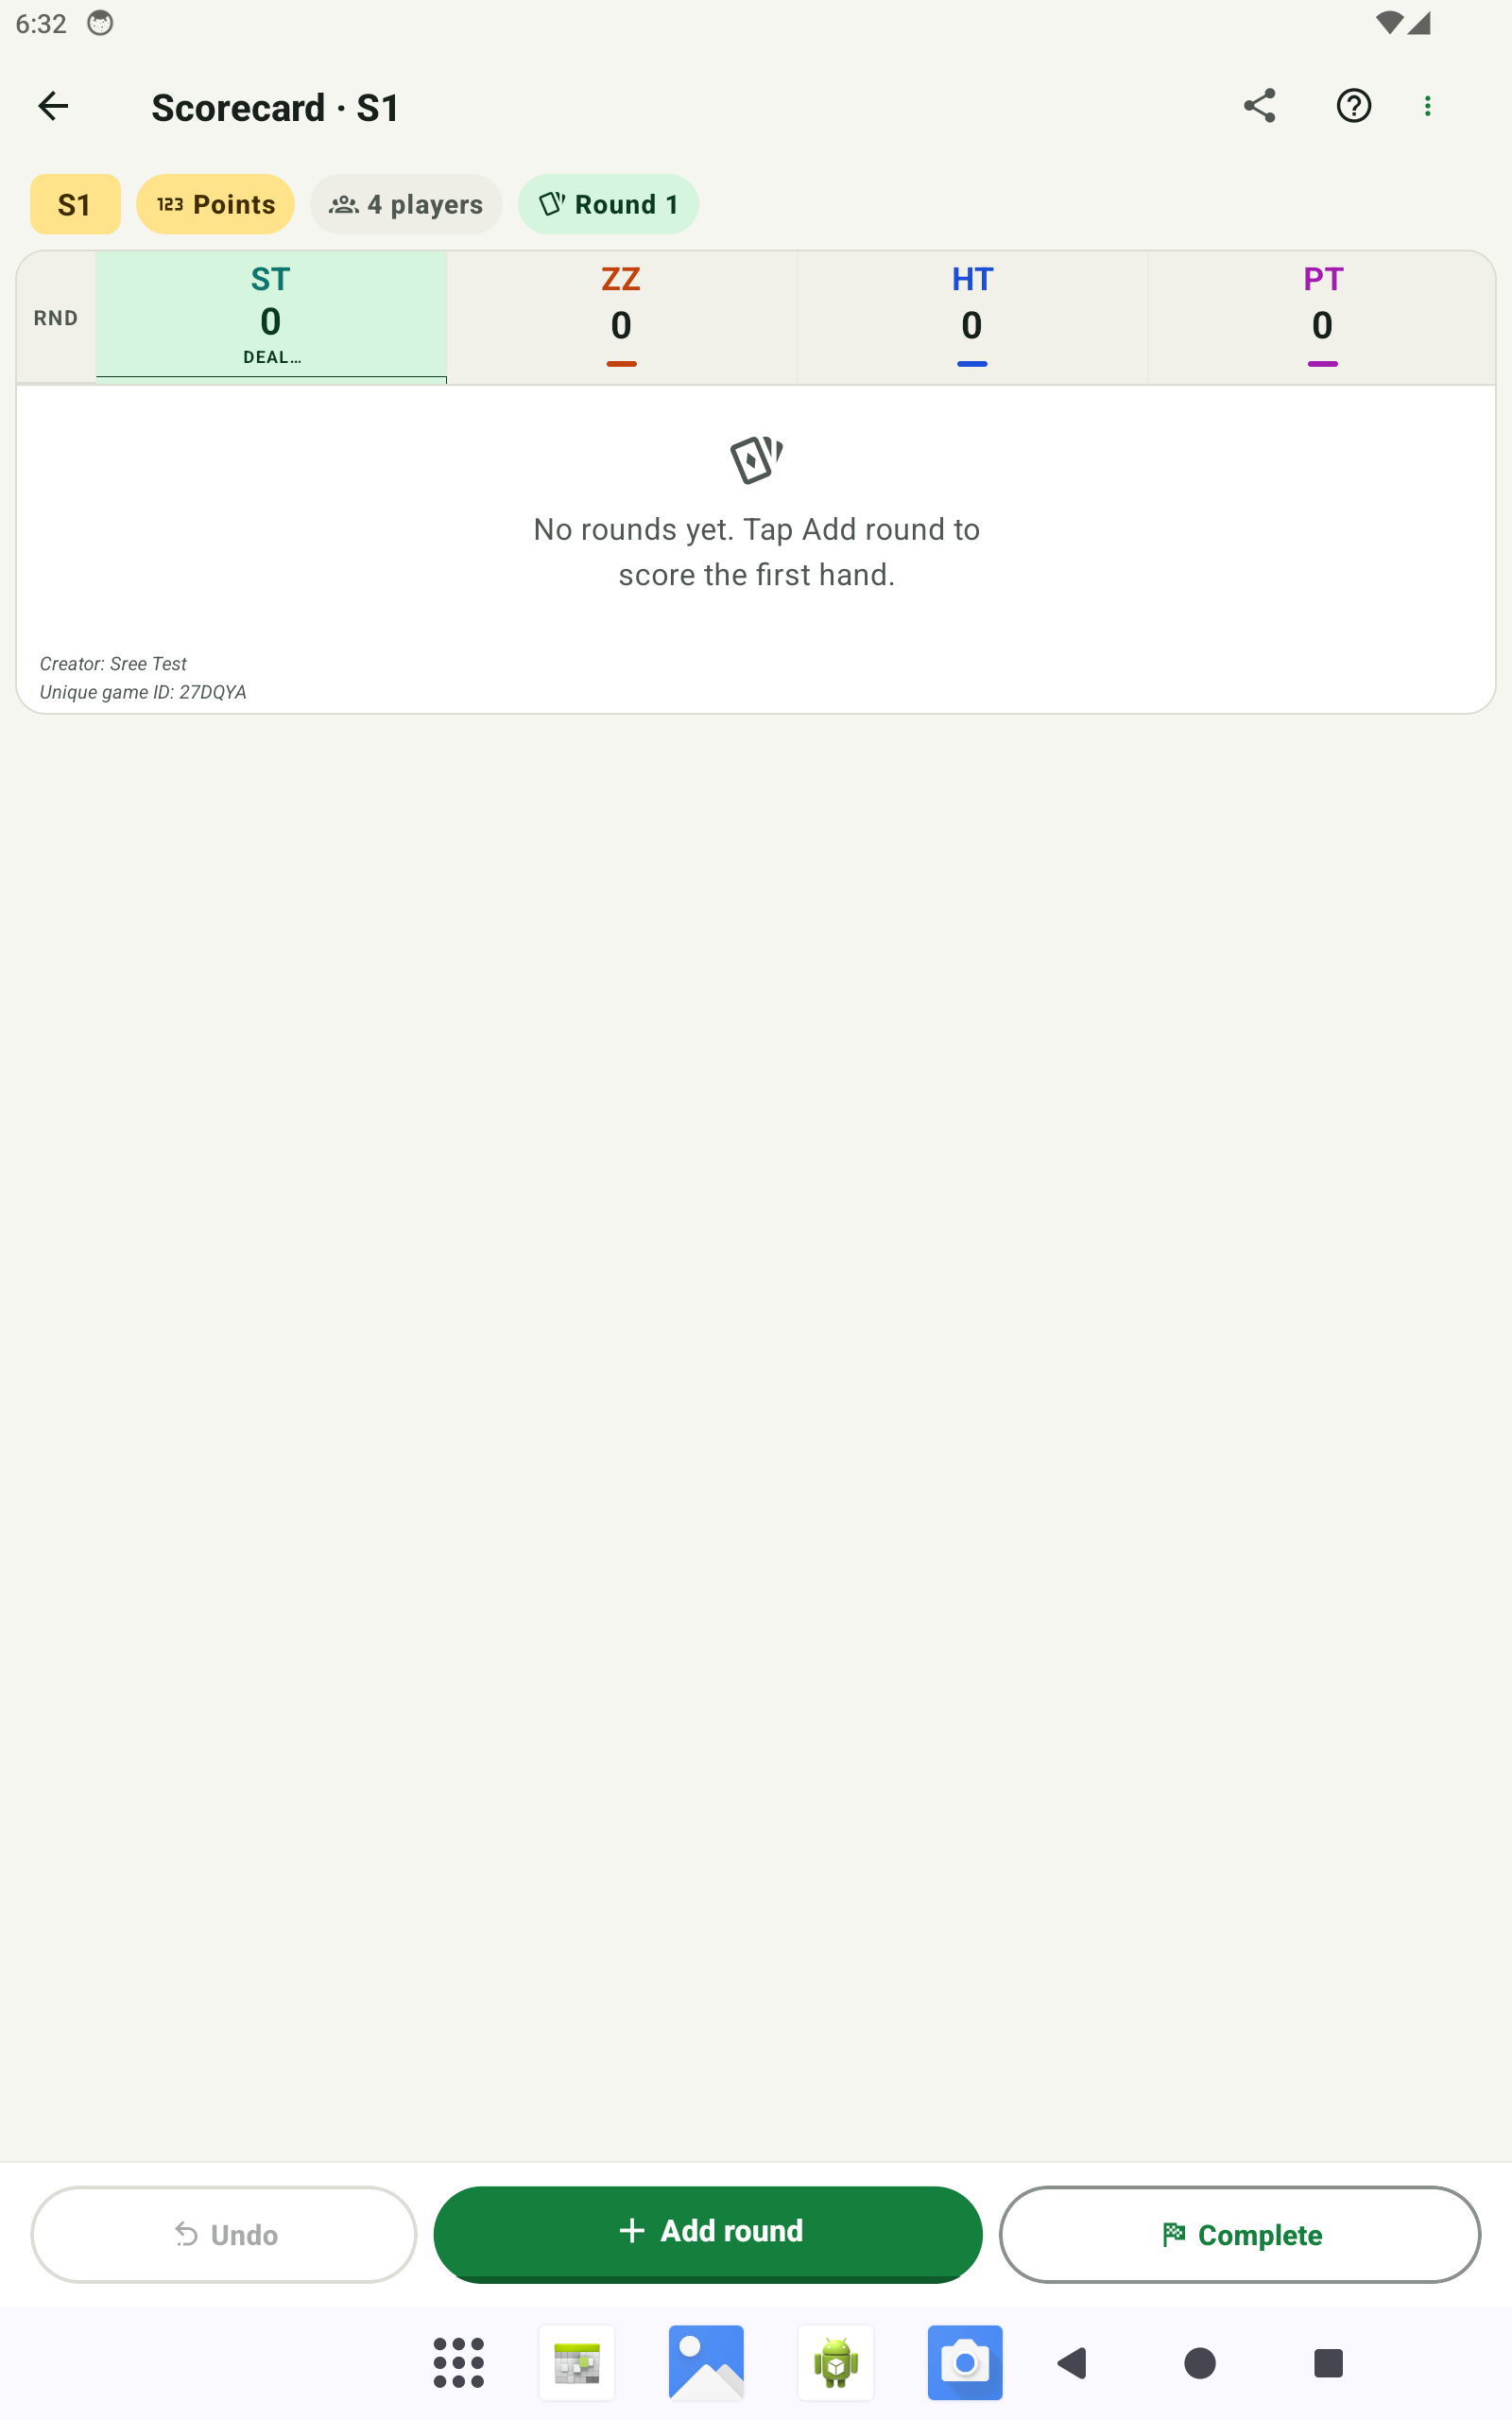 6:32
Scorecard · S1
S1
123 Points
4 players
Round 1
RND
ST
0
DEAL…
ZZ
0
HT
0
PT
0
No rounds yet. Tap Add round to
score the first hand.
Creator: Sree Test
Unique game ID: 27DQYA
Undo
+ Add round
Complete